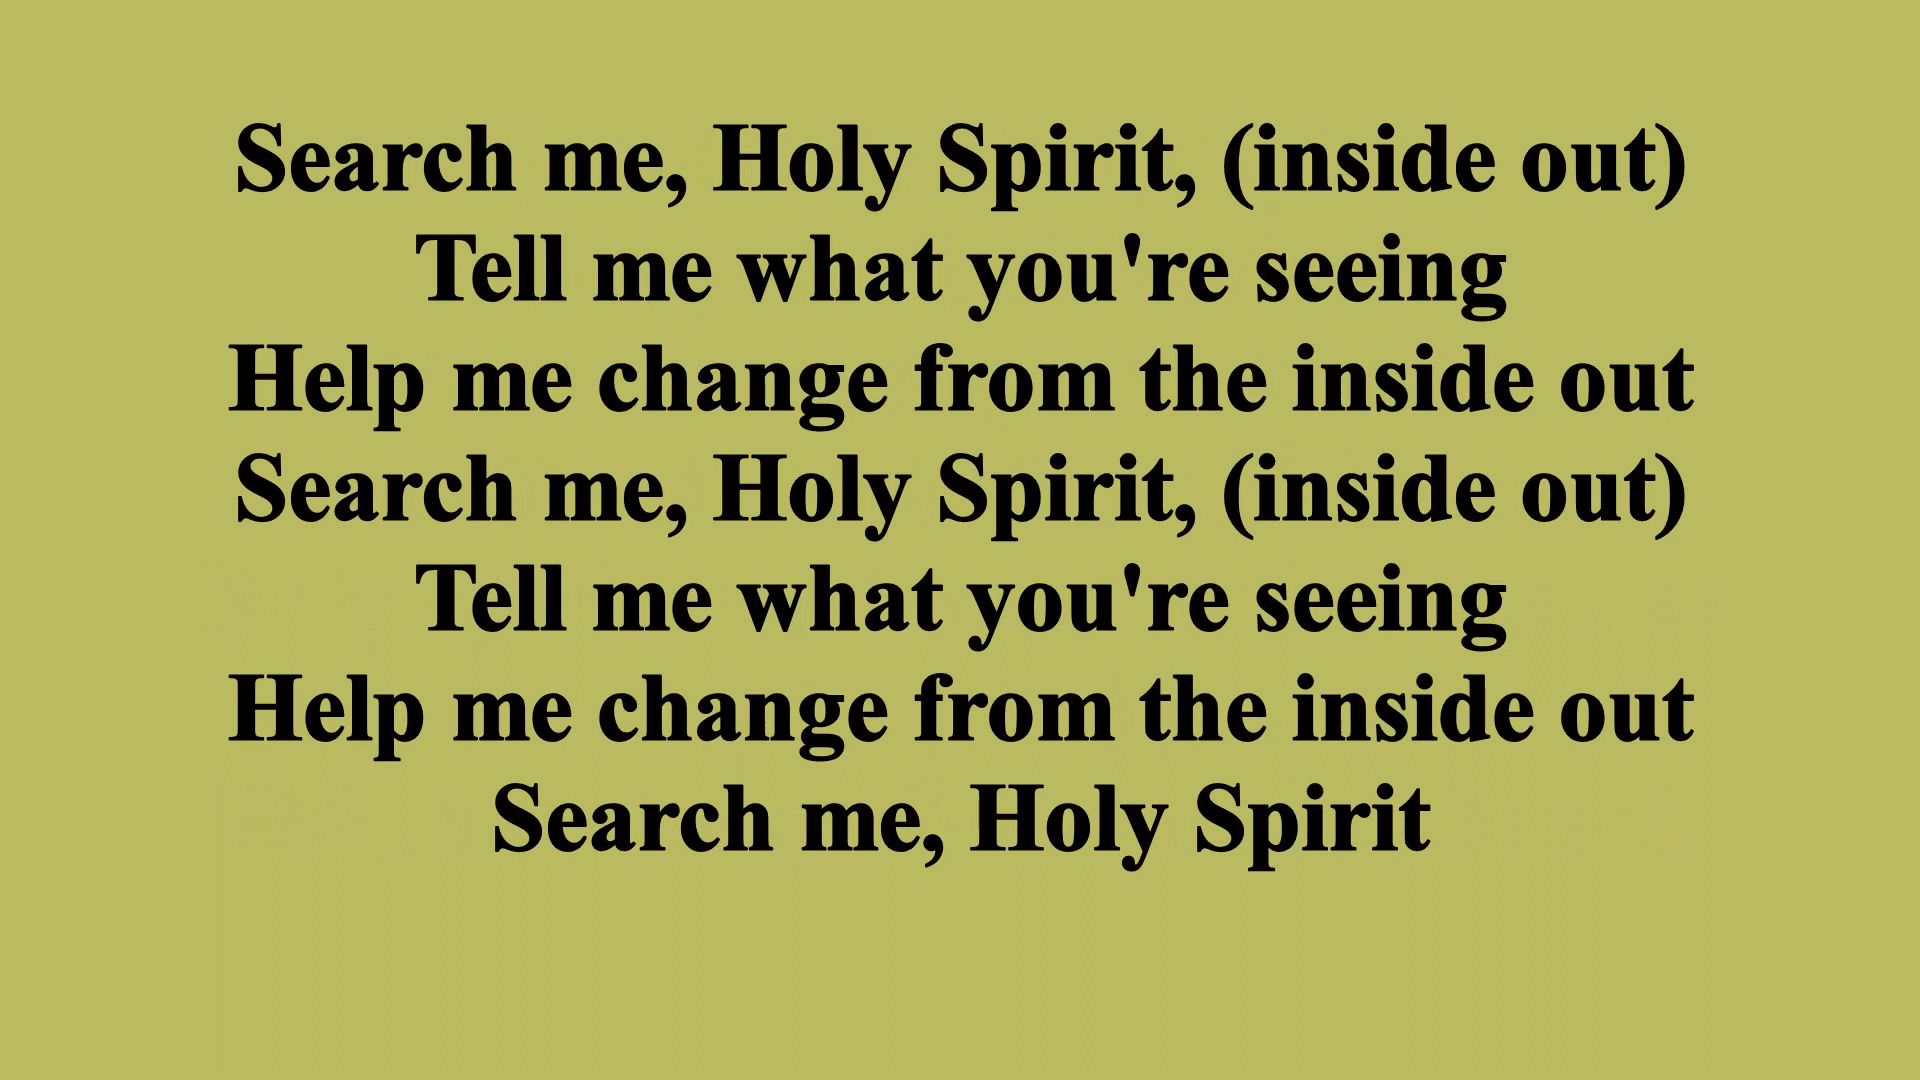 Search me, Holy Spirit, (inside out)
Tell me what you're seeing
Help me change from the inside out
Search me, Holy Spirit, (inside out)
Tell me what you're seeing
Help me change from the inside out
Search me, Holy Spirit